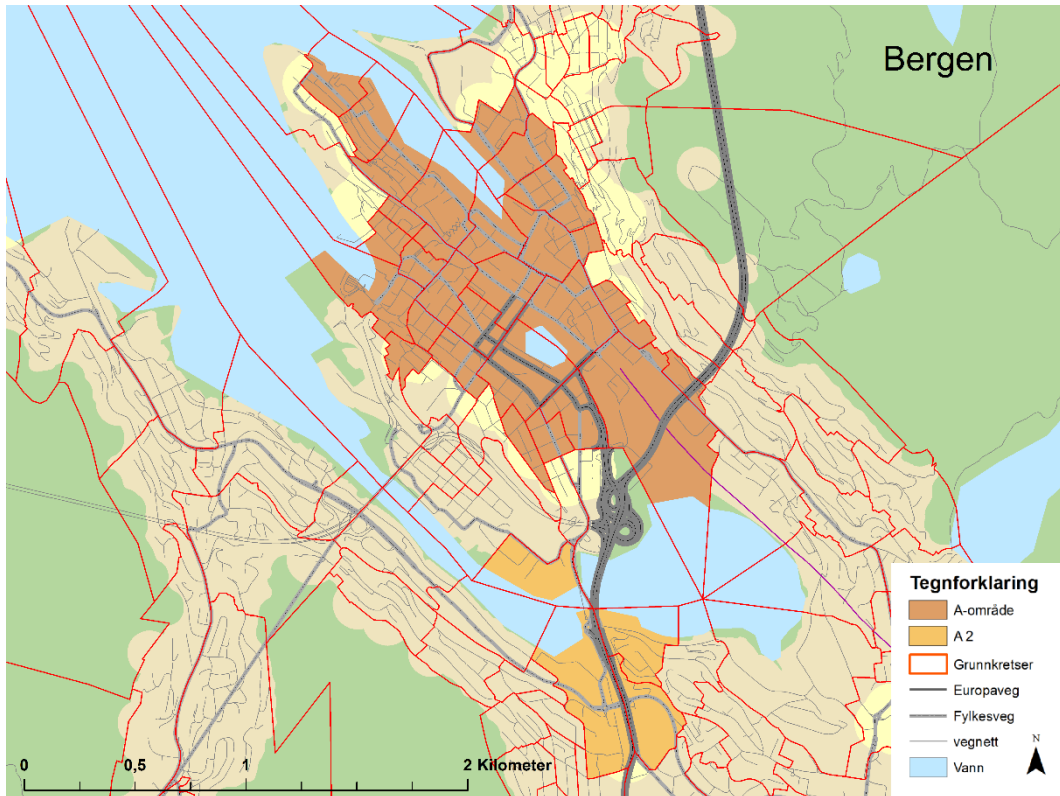 Bergen
Tegnforklaring
A-område
A 2
Grunnkretser
Europaveg
Fylkesveg
vegnett
Vann
N
0 0,5 1 2 Kilometer